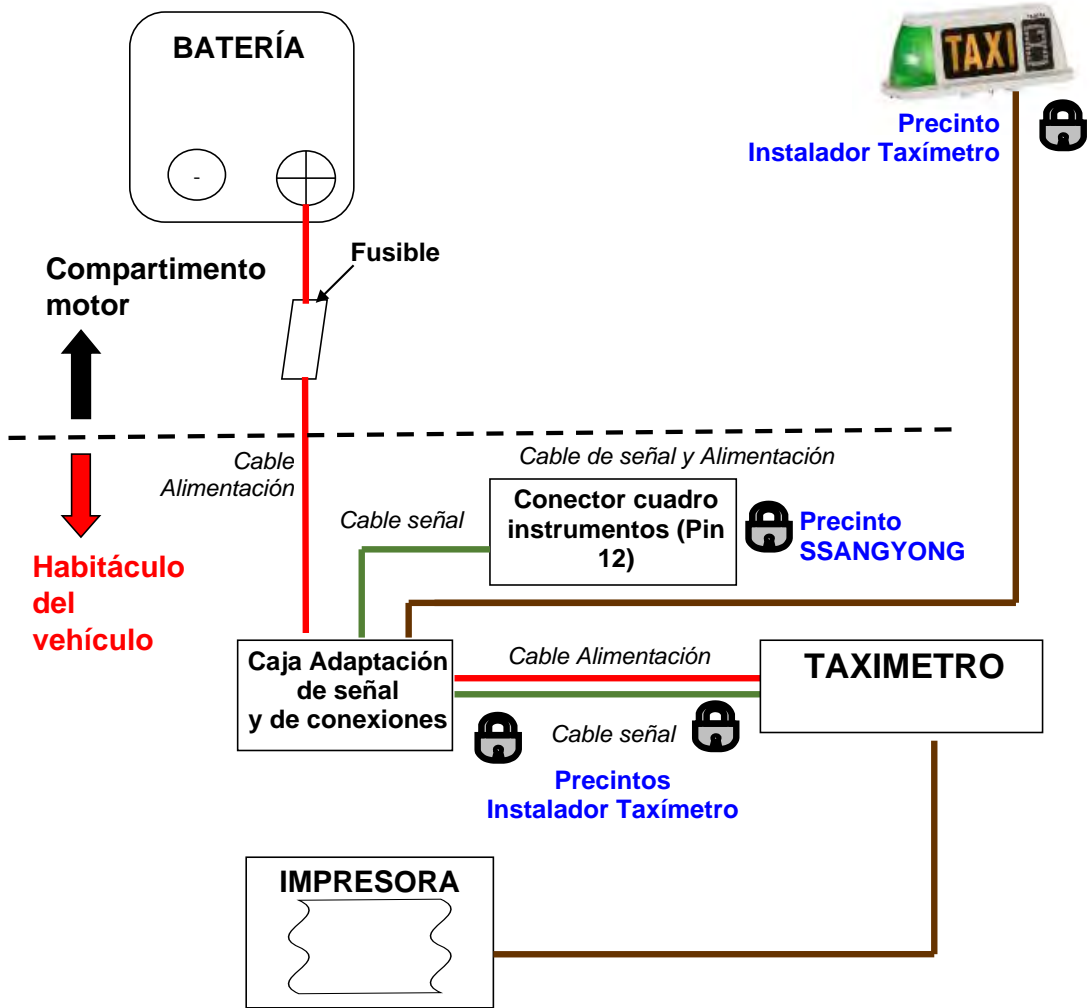 BATERÍA
-
TAXI
Precinto
Instalador Taxímetro
Fusible
Compartimento
motor
Cable
Alimentación
Cable de señal y Alimentación
Cable señal
Conector cuadro
instrumentos (Pin
12)
Precinto
SSANGYONG
Habitáculo
del
vehículo
Caja Adaptación
de señal
y de conexiones
Cable Alimentación
TAXIMETRO
Cable señal
Precintos
Instalador Taxímetro
IMPRESORA